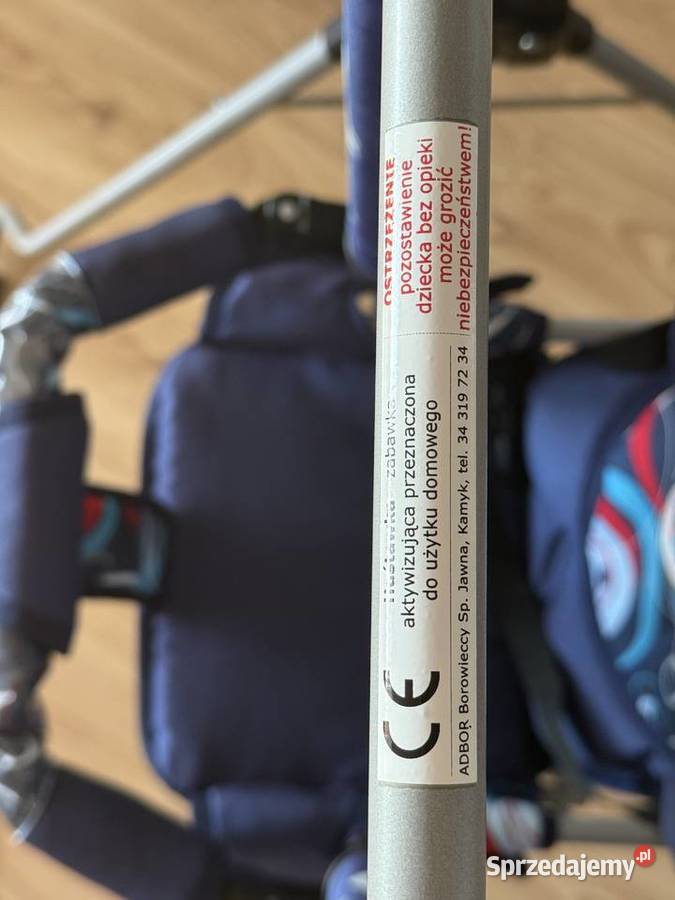 CE
Huśtawka - zabawka
aktywizująca przeznaczona
do użytku domowego
ADBOR Borowieccy Sp. Jawna, Kamyk, tel. 34 319 72 34
OSTRZEŻENIE
pozostawienie
dziecka bez opieki
może grozić
niebezpieczeństwem!
Sprzedajemy.pl